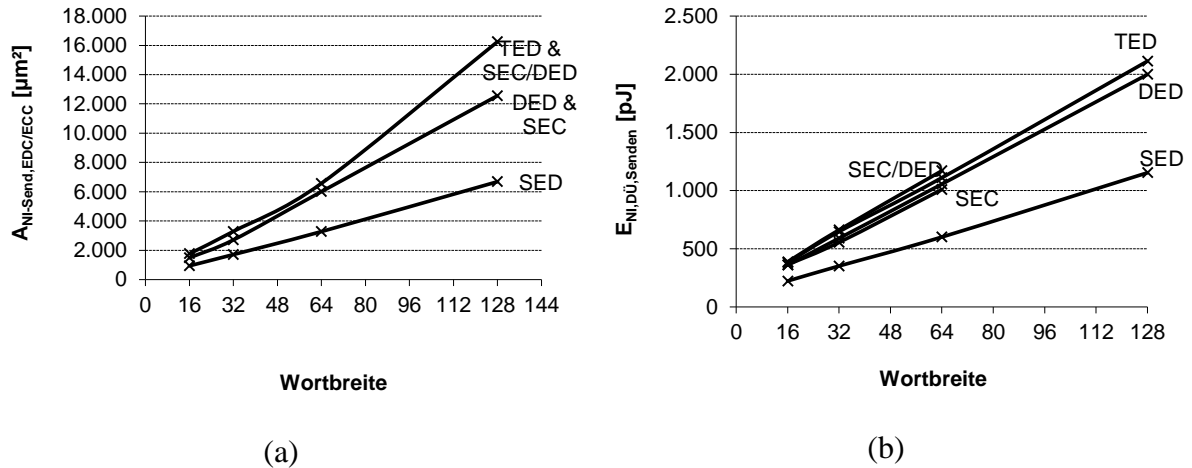 A_NI-Send,EDC/ECC [µm²]
18.000
16.000
14.000
12.000
10.000
8.000
6.000
4.000
2.000
0
TED &
SEC/DED
DED &
SEC
SED
0 16 32 48 64 80 96 112 128 144
Wortbreite
(a)
E_NI,DÜ,Senden [pJ]
2.500
2.000
1.500
1.000
500
0
TED
DED
SED
SEC/DED
SEC
0 16 32 48 64 80 96 112 128
Wortbreite
(b)